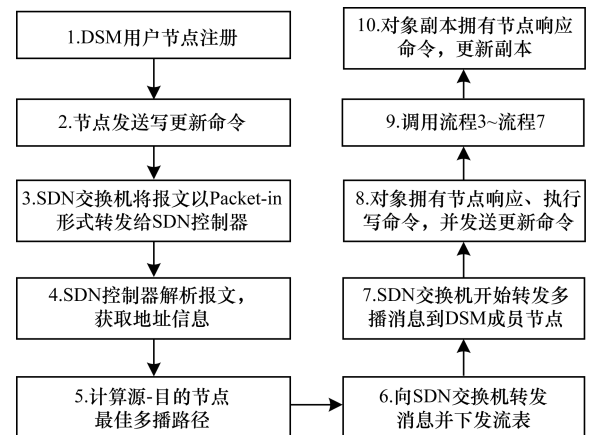 1.DSM用户节点注册
2.节点发送写更新命令
3.SDN交换机将报文以Packet-in
形式转发给SDN控制器
4.SDN控制器解析报文，
获取地址信息
5.计算源-目的节点
最佳多播路径
6.向SDN交换机转发
消息并下发流表
7.SDN交换机开始转发多
播消息到DSM成员节点
8.对象拥有节点响应、执行
写命令，并发送更新命令
9.调用流程3~流程7
10.对象副本拥有节点响应
命令，更新副本